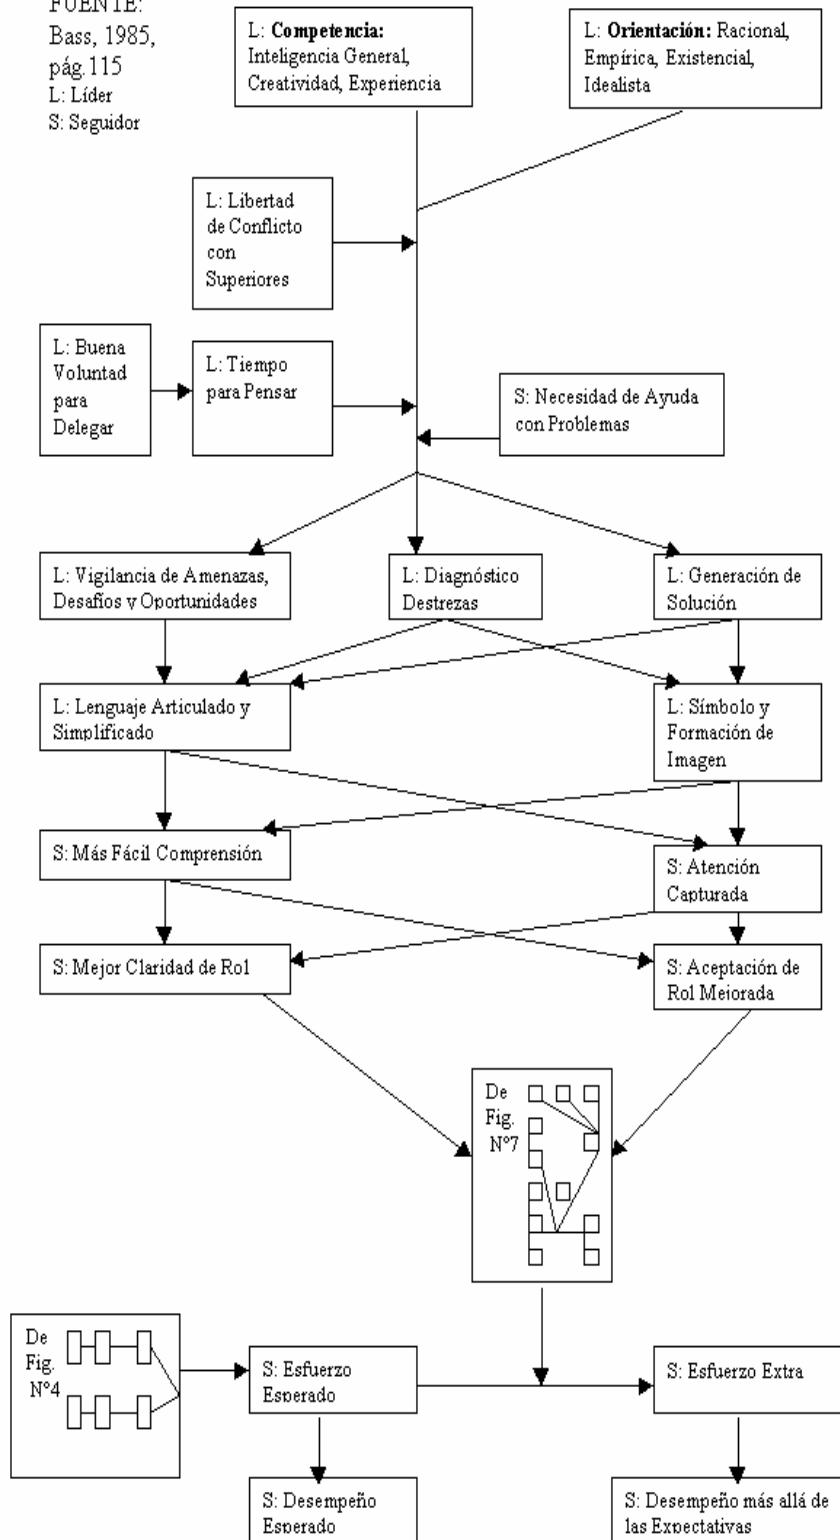 FUENTE:
Bass, 1985,
pág.115
L: Líder
S: Seguidor
L: Competencia:
Inteligencia General,
Creatividad, Experiencia
L: Orientación: Racional,
Empírica, Existencial,
Idealista
L: Libertad
de Conflicto
con
Superiores
L: Buena
Voluntad
para
Delegar
L: Tiempo
para Pensar
S: Necesidad de Ayuda
con Problemas
L: Vigilancia de Amenazas,
Desafíos y Oportunidades
L: Diagnóstico
Destrezas
L: Generación de
Solución
L: Lenguaje Articulado y
Simplificado
L: Símbolo y
Formación de
Imagen
S: Más Fácil Comprensión
S: Atención
Capturada
S: Mejor Claridad de Rol
S: Aceptación de
Rol Mejorada
De
Fig.
Nº7
De
Fig.
Nº4
S: Esfuerzo
Esperado
S: Esfuerzo Extra
S: Desempeño
Esperado
S: Desempeño más allá de
las Expectativas